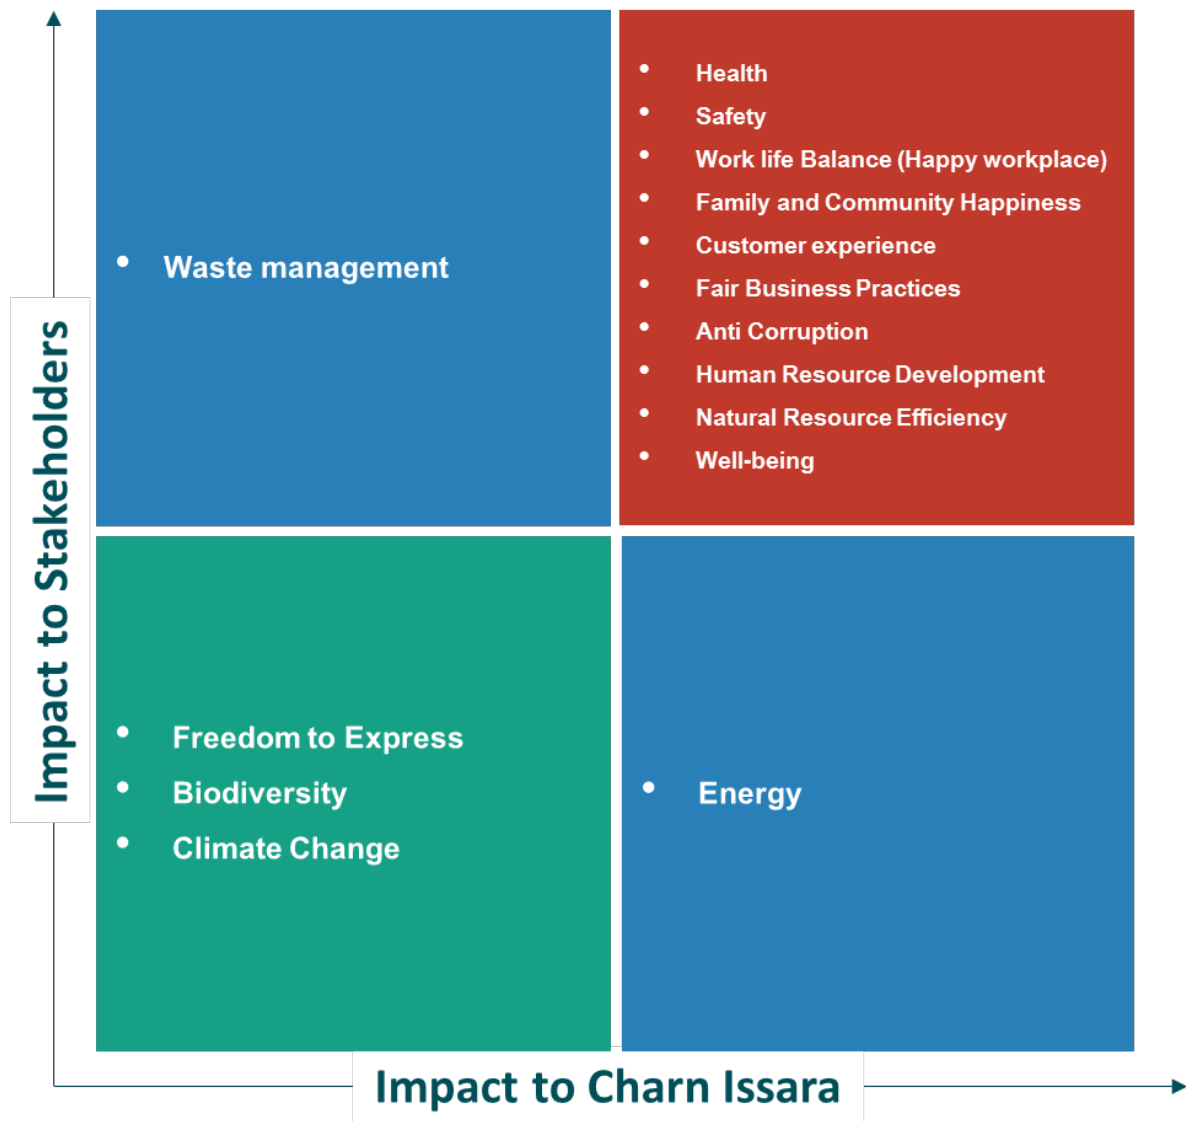 Impact to Stakeholders
• Waste management
• Health
• Safety
• Work life Balance (Happy workplace)
• Family and Community Happiness
• Customer experience
• Fair Business Practices
• Anti Corruption
• Human Resource Development
• Natural Resource Efficiency
• Well-being
• Freedom to Express
• Biodiversity
• Climate Change
• Energy
Impact to Charn Issara